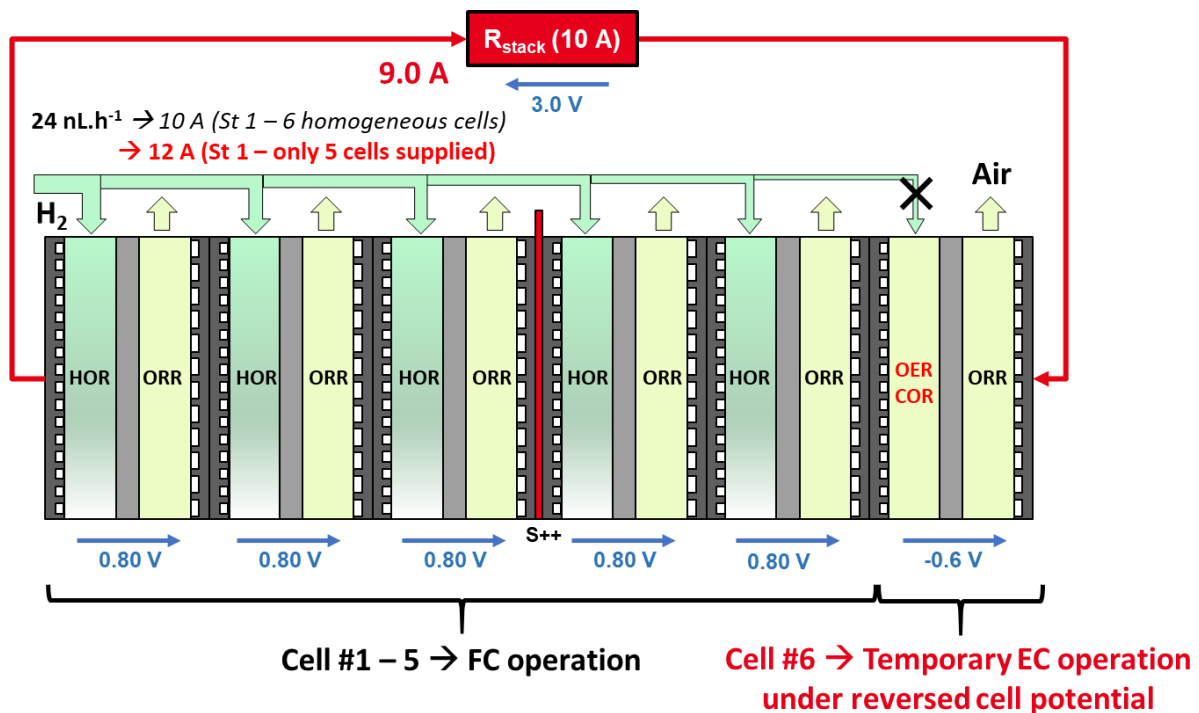 R_stack (10 A)
9.0 A
3.0 V
24 nL.h⁻¹ → 10 A (St 1 – 6 homogeneous cells)
→ 12 A (St 1 – only 5 cells supplied)
H₂
Air
HOR ORR HOR ORR HOR ORR HOR ORR HOR ORR OER ORR
COR
S++
0.80 V 0.80 V 0.80 V 0.80 V 0.80 V -0.6 V
Cell #1 – 5 → FC operation
Cell #6 → Temporary EC operation
under reversed cell potential